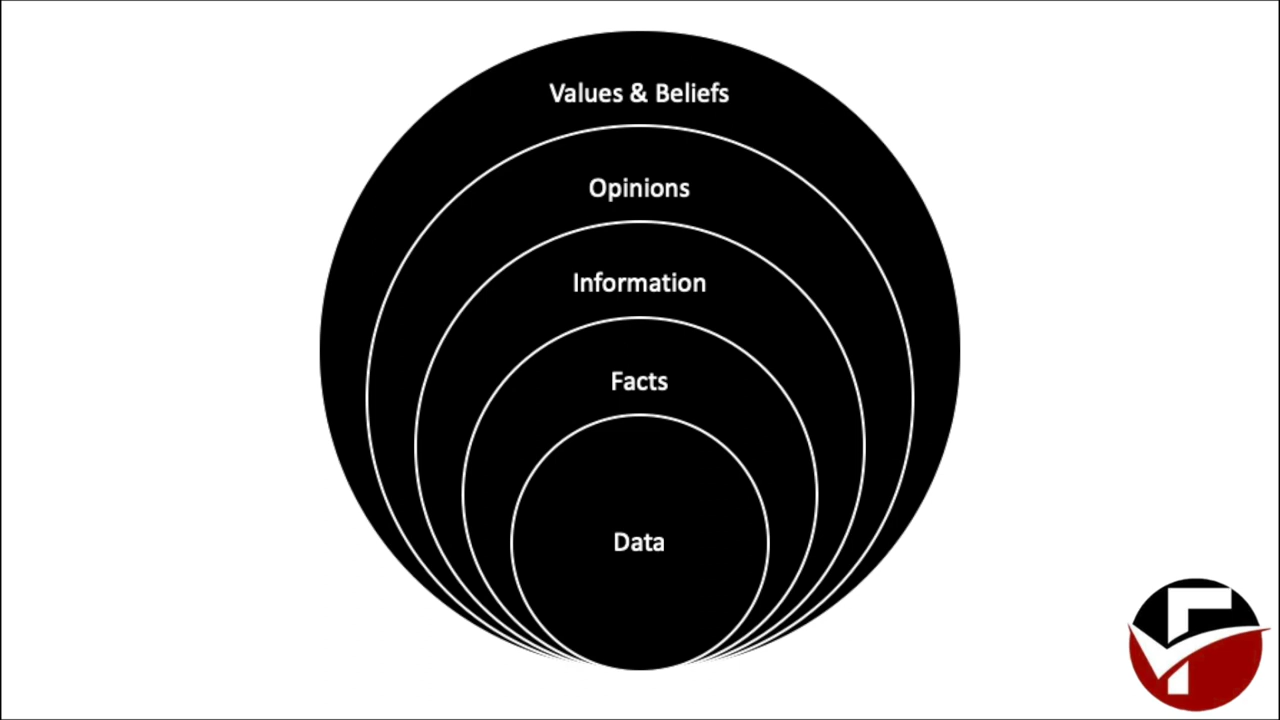 Values & Beliefs
Opinions
Information
Facts
Data